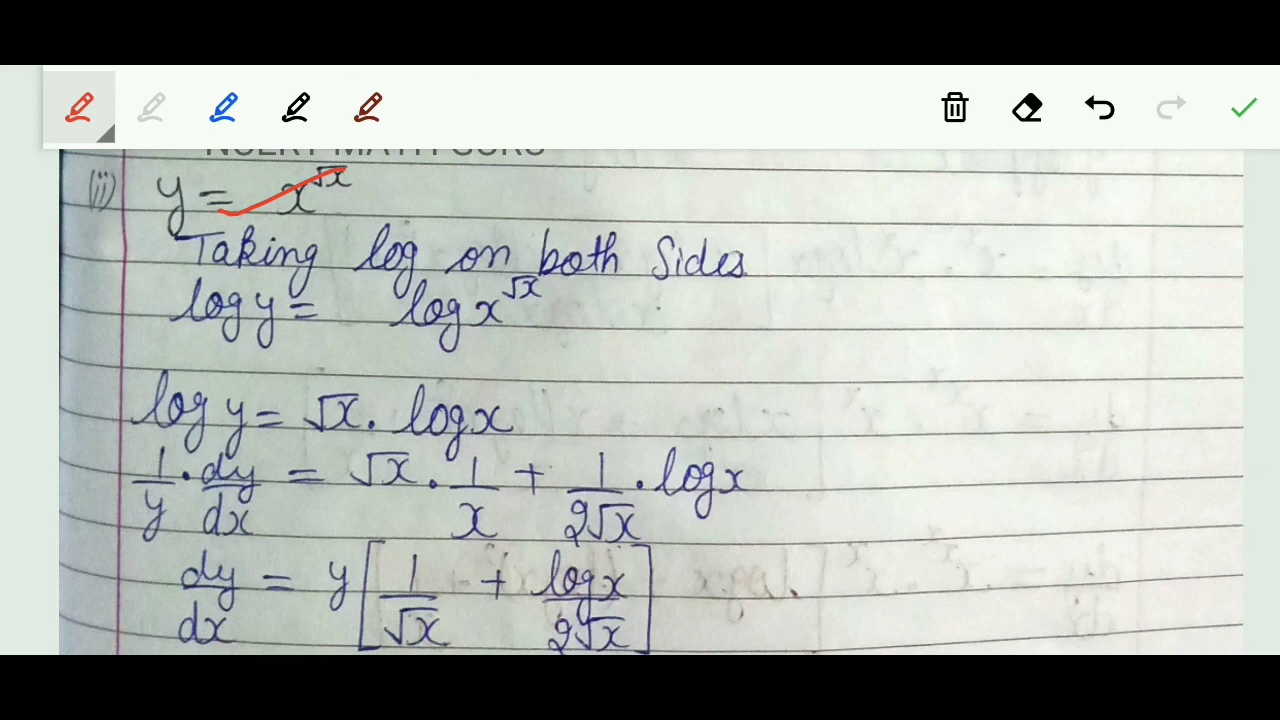 (ii) y = x^√x
Taking log on both Sides
log y = log x^√x
log y = √x . log x
1/y . dy/dx = √x . 1/x + 1/2√x . log x
dy/dx = y [1/√x + log x/2√x]